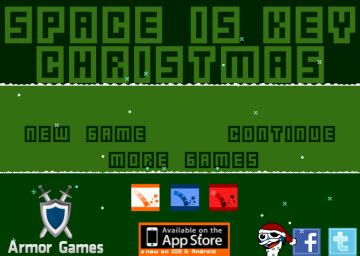 SPACE IS KEY
CHRISTMAS
NEW GAME CONTINUE
MORE GAMES
Armor Games
Available on the
App Store
& now on IOS & Android
f
t